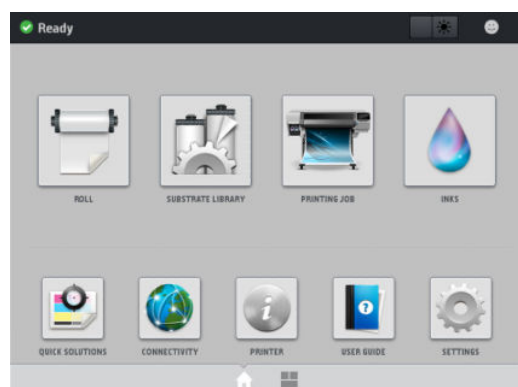 Ready
ROLL SUBSTRATE LIBRARY PRINTING JOB INKS
QUICK SOLUTIONS CONNECTIVITY PRINTER USER GUIDE SETTINGS